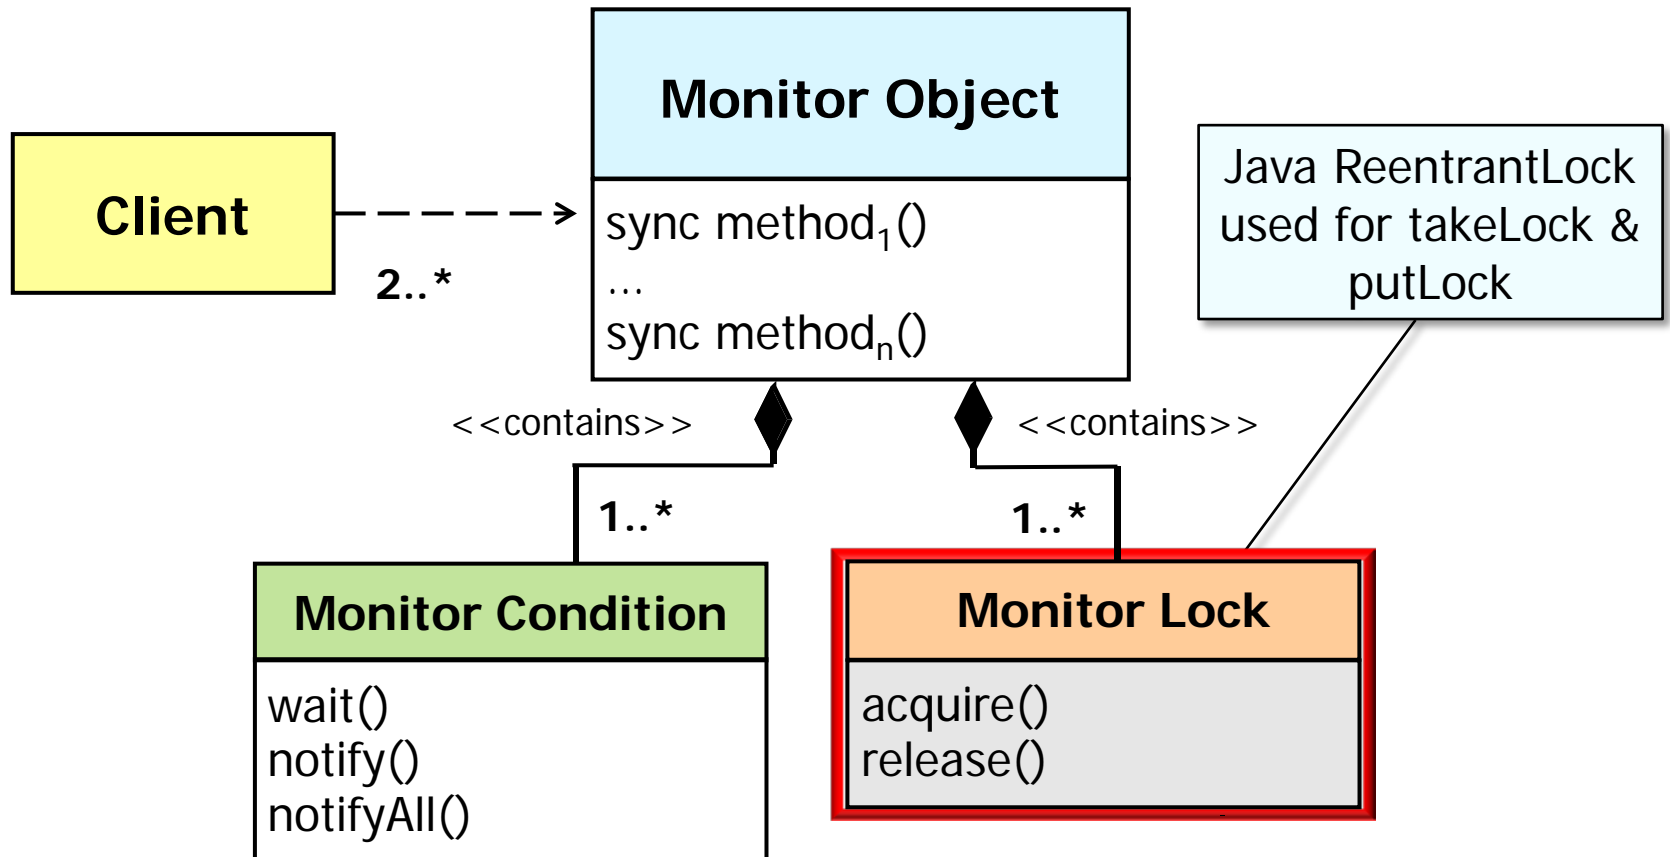 Monitor Object
Client
2..*
sync method₁()
...
sync methodₙ()
Java ReentrantLock
used for takeLock &
putLock
<<contains>>
<<contains>>
1..*
1..*
Monitor Condition
wait()
notify()
notifyAll()
Monitor Lock
acquire()
release()